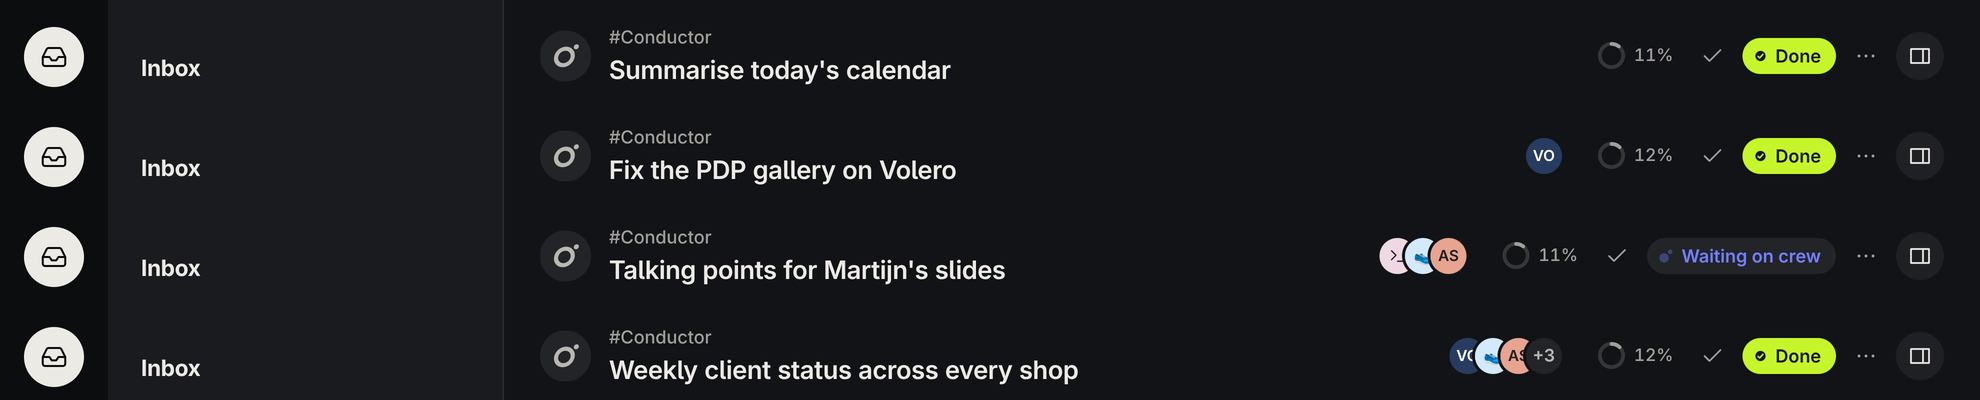 Inbox
#Conductor
Summarise today's calendar
11%
Done
Inbox
#Conductor
Fix the PDP gallery on Volero
VO
12%
Done
Inbox
#Conductor
Talking points for Martijn's slides
AS
11%
Waiting on crew
Inbox
#Conductor
Weekly client status across every shop
+3
12%
Done